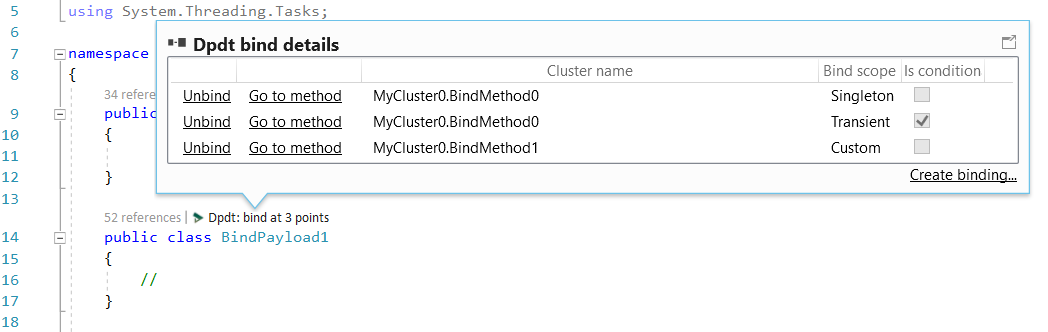 5 using System.Threading.Tasks;
6
7 namespace
8 {
34 refere
9 public
10 {
11
12 }
13
Dpdt bind details
Cluster name Bind scope Is condition
Unbind Go to method MyCluster0.BindMethod0 Singleton
Unbind Go to method MyCluster0.BindMethod0 Transient
Unbind Go to method MyCluster0.BindMethod1 Custom
Create binding...
52 references | Dpdt: bind at 3 points
14 public class BindPayload1
15 {
16 //
17 }
18